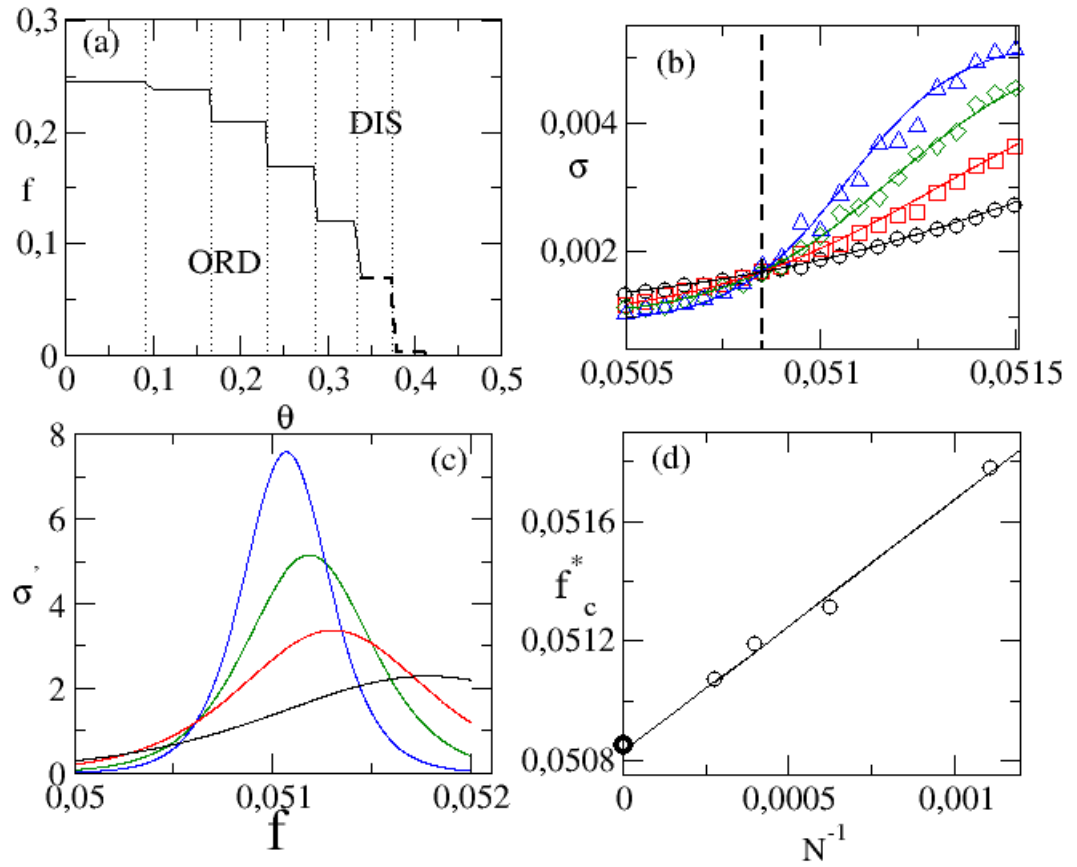 (a)
0,3
0,2
0,1
0
f
ORD
DIS
0 0,1 0,2 0,3 0,4 0,5
θ
(b)
0,004
0,002
σ
0,0505 0,051 0,0515
(c)
8
6
4
2
0
σ'
0,05 0,051 0,052
f
(d)
0,0516
0,0512
0,0508
f*c
0 0,0005 0,001
N⁻¹